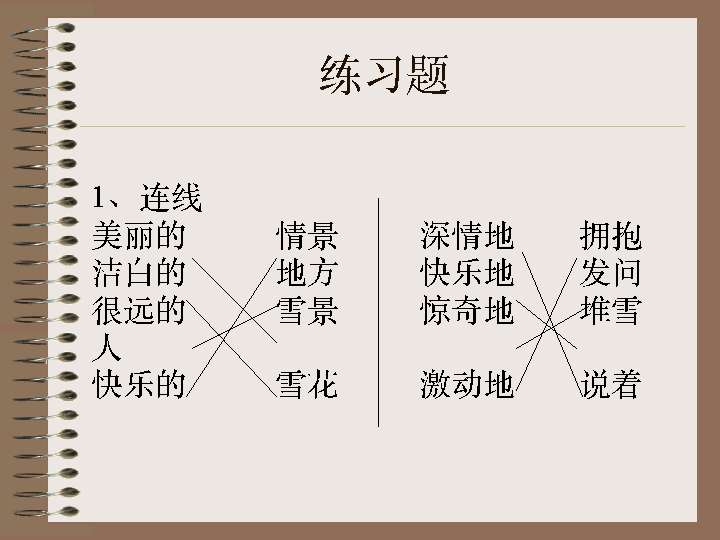 练习题
1、连线
美丽的 情景 深情地 拥抱
洁白的 地方 快乐地 发问
很远的 雪景 惊奇地 堆雪
人
快乐的 雪花 激动地 说着